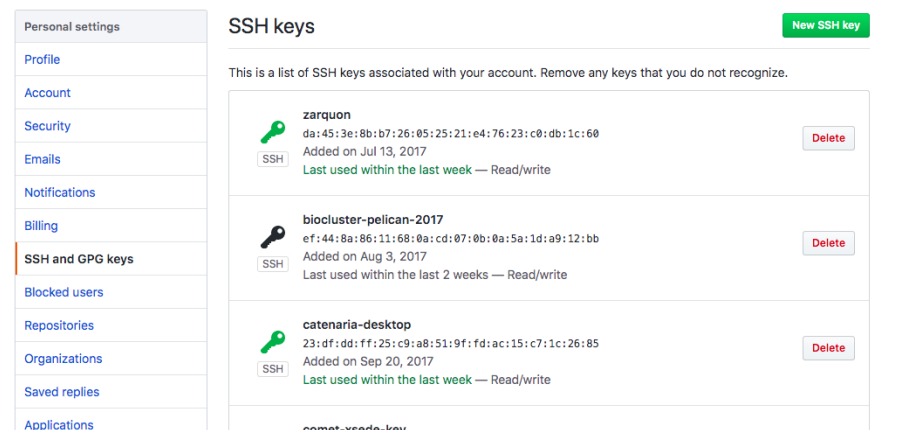 Personal settings
Profile
Account
Security
Emails
Notifications
Billing
SSH and GPG keys
Blocked users
Repositories
Organizations
Saved replies
Applications
SSH keys
New SSH key
This is a list of SSH keys associated with your account. Remove any keys that you do not recognize.
zarquon
da:45:3e:8b:b7:26:05:25:21:e4:76:23:c0:db:1c:60
SSH
Added on Jul 13, 2017
Last used within the last week — Read/write
Delete
biocluster-pelican-2017
ef:44:8a:86:11:68:0a:cd:07:0b:0a:5a:1d:a9:12:bb
SSH
Added on Aug 3, 2017
Last used within the last 2 weeks — Read/write
Delete
catenaria-desktop
23:df:dd:ff:25:c9:a8:51:9f:fd:ac:15:c7:1c:26:85
SSH
Added on Sep 20, 2017
Last used within the last week — Read/write
Delete
comet-xsede-key